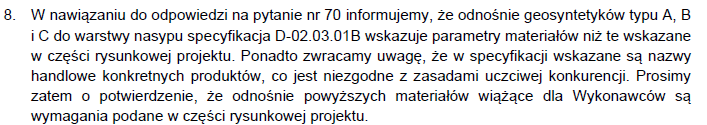 8. W nawiązaniu do odpowiedzi na pytanie nr 70 informujemy, że odnośnie geosyntetyków typu A, B
i C do warstwy nasypu specyfikacja D-02.03.01B wskazuje parametry materiałów niż te wskazane
w części rysunkowej projektu. Ponadto zwracamy uwagę, że w specyfikacji wskazane są nazwy
handlowe konkretnych produktów, co jest niezgodne z zasadami uczciwej konkurencji. Prosimy
zatem o potwierdzenie, że odnośnie powyższych materiałów wiążące dla Wykonawców są
wymagania podane w części rysunkowej projektu.